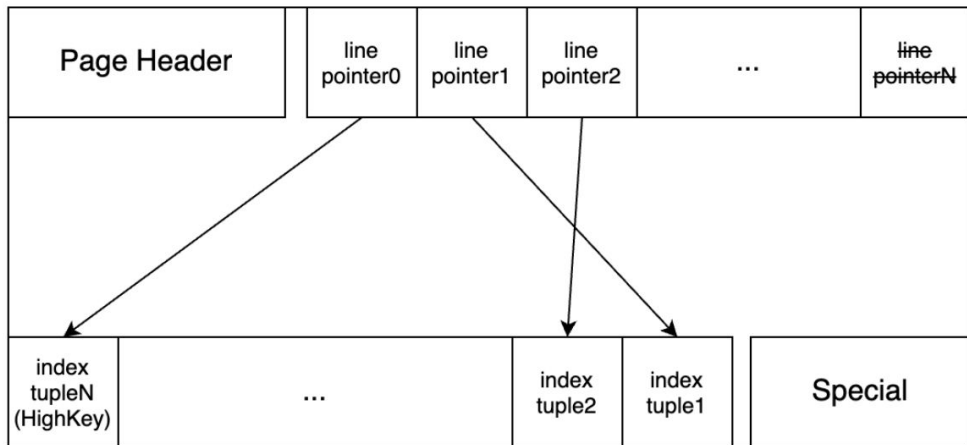 Page Header
line
pointer0
line
pointer1
line
pointer2
...
line
pointerN
index
tupleN
(HighKey)
...
index
tuple2
index
tuple1
Special